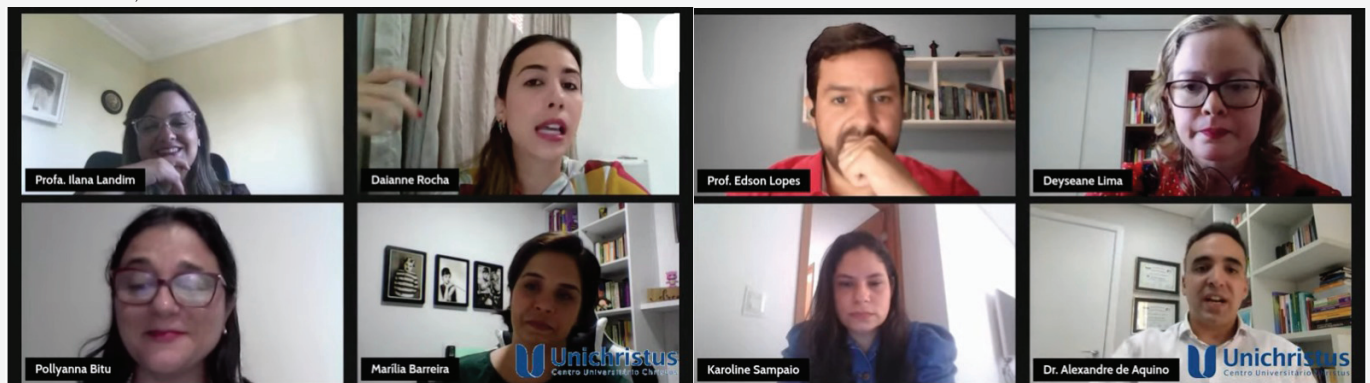 Profa. Ilana Landim
Daianne Rocha
Prof. Edson Lopes
Deyseane Lima
Pollyanna Bitu
Marília Barreira
Unichristus
Centro Universitário Christus
Karoline Sampaio
Dr. Alexandre de Aquino
Unichristus
Centro Universitário Christus